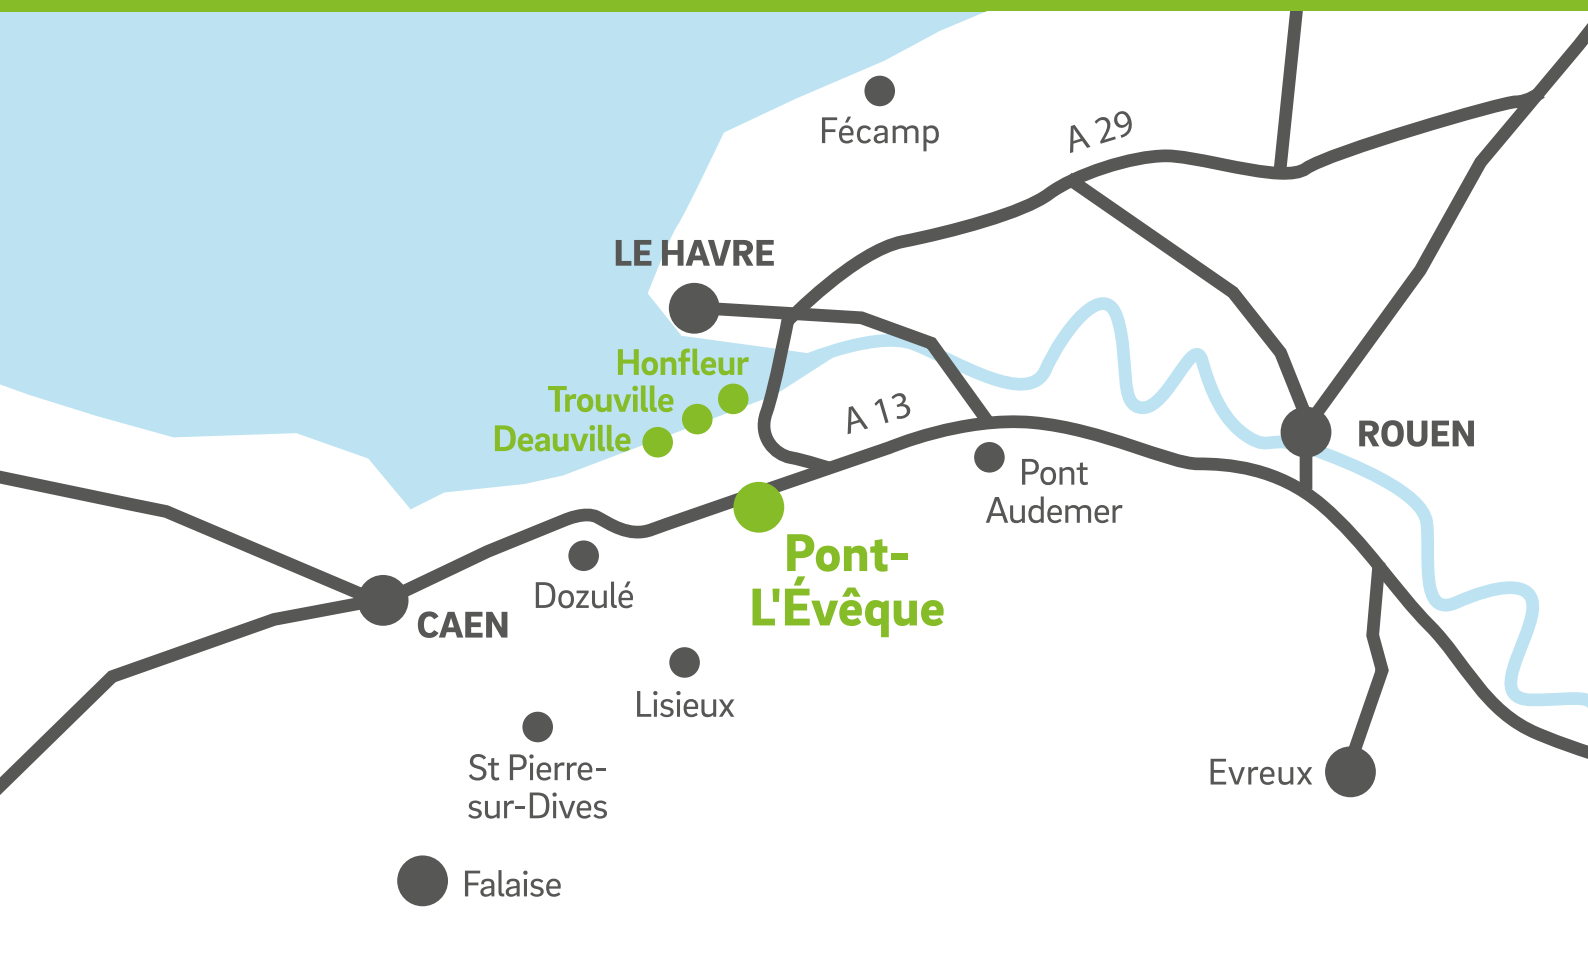 Fécamp
A 29
LE HAVRE
Honfleur
Trouville
Deauville
A 13
ROUEN
Pont
Audemer
Pont-
L'Évêque
Dozulé
CAEN
Lisieux
St Pierre-
sur-Dives
Evreux
Falaise